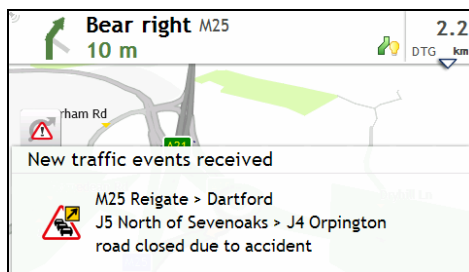 Bear right M25
10 m
2.2
DTG km
rham Rd
A21
New traffic events received
M25 Reigate > Dartford
J5 North of Sevenoaks > J4 Orpington
road closed due to accident